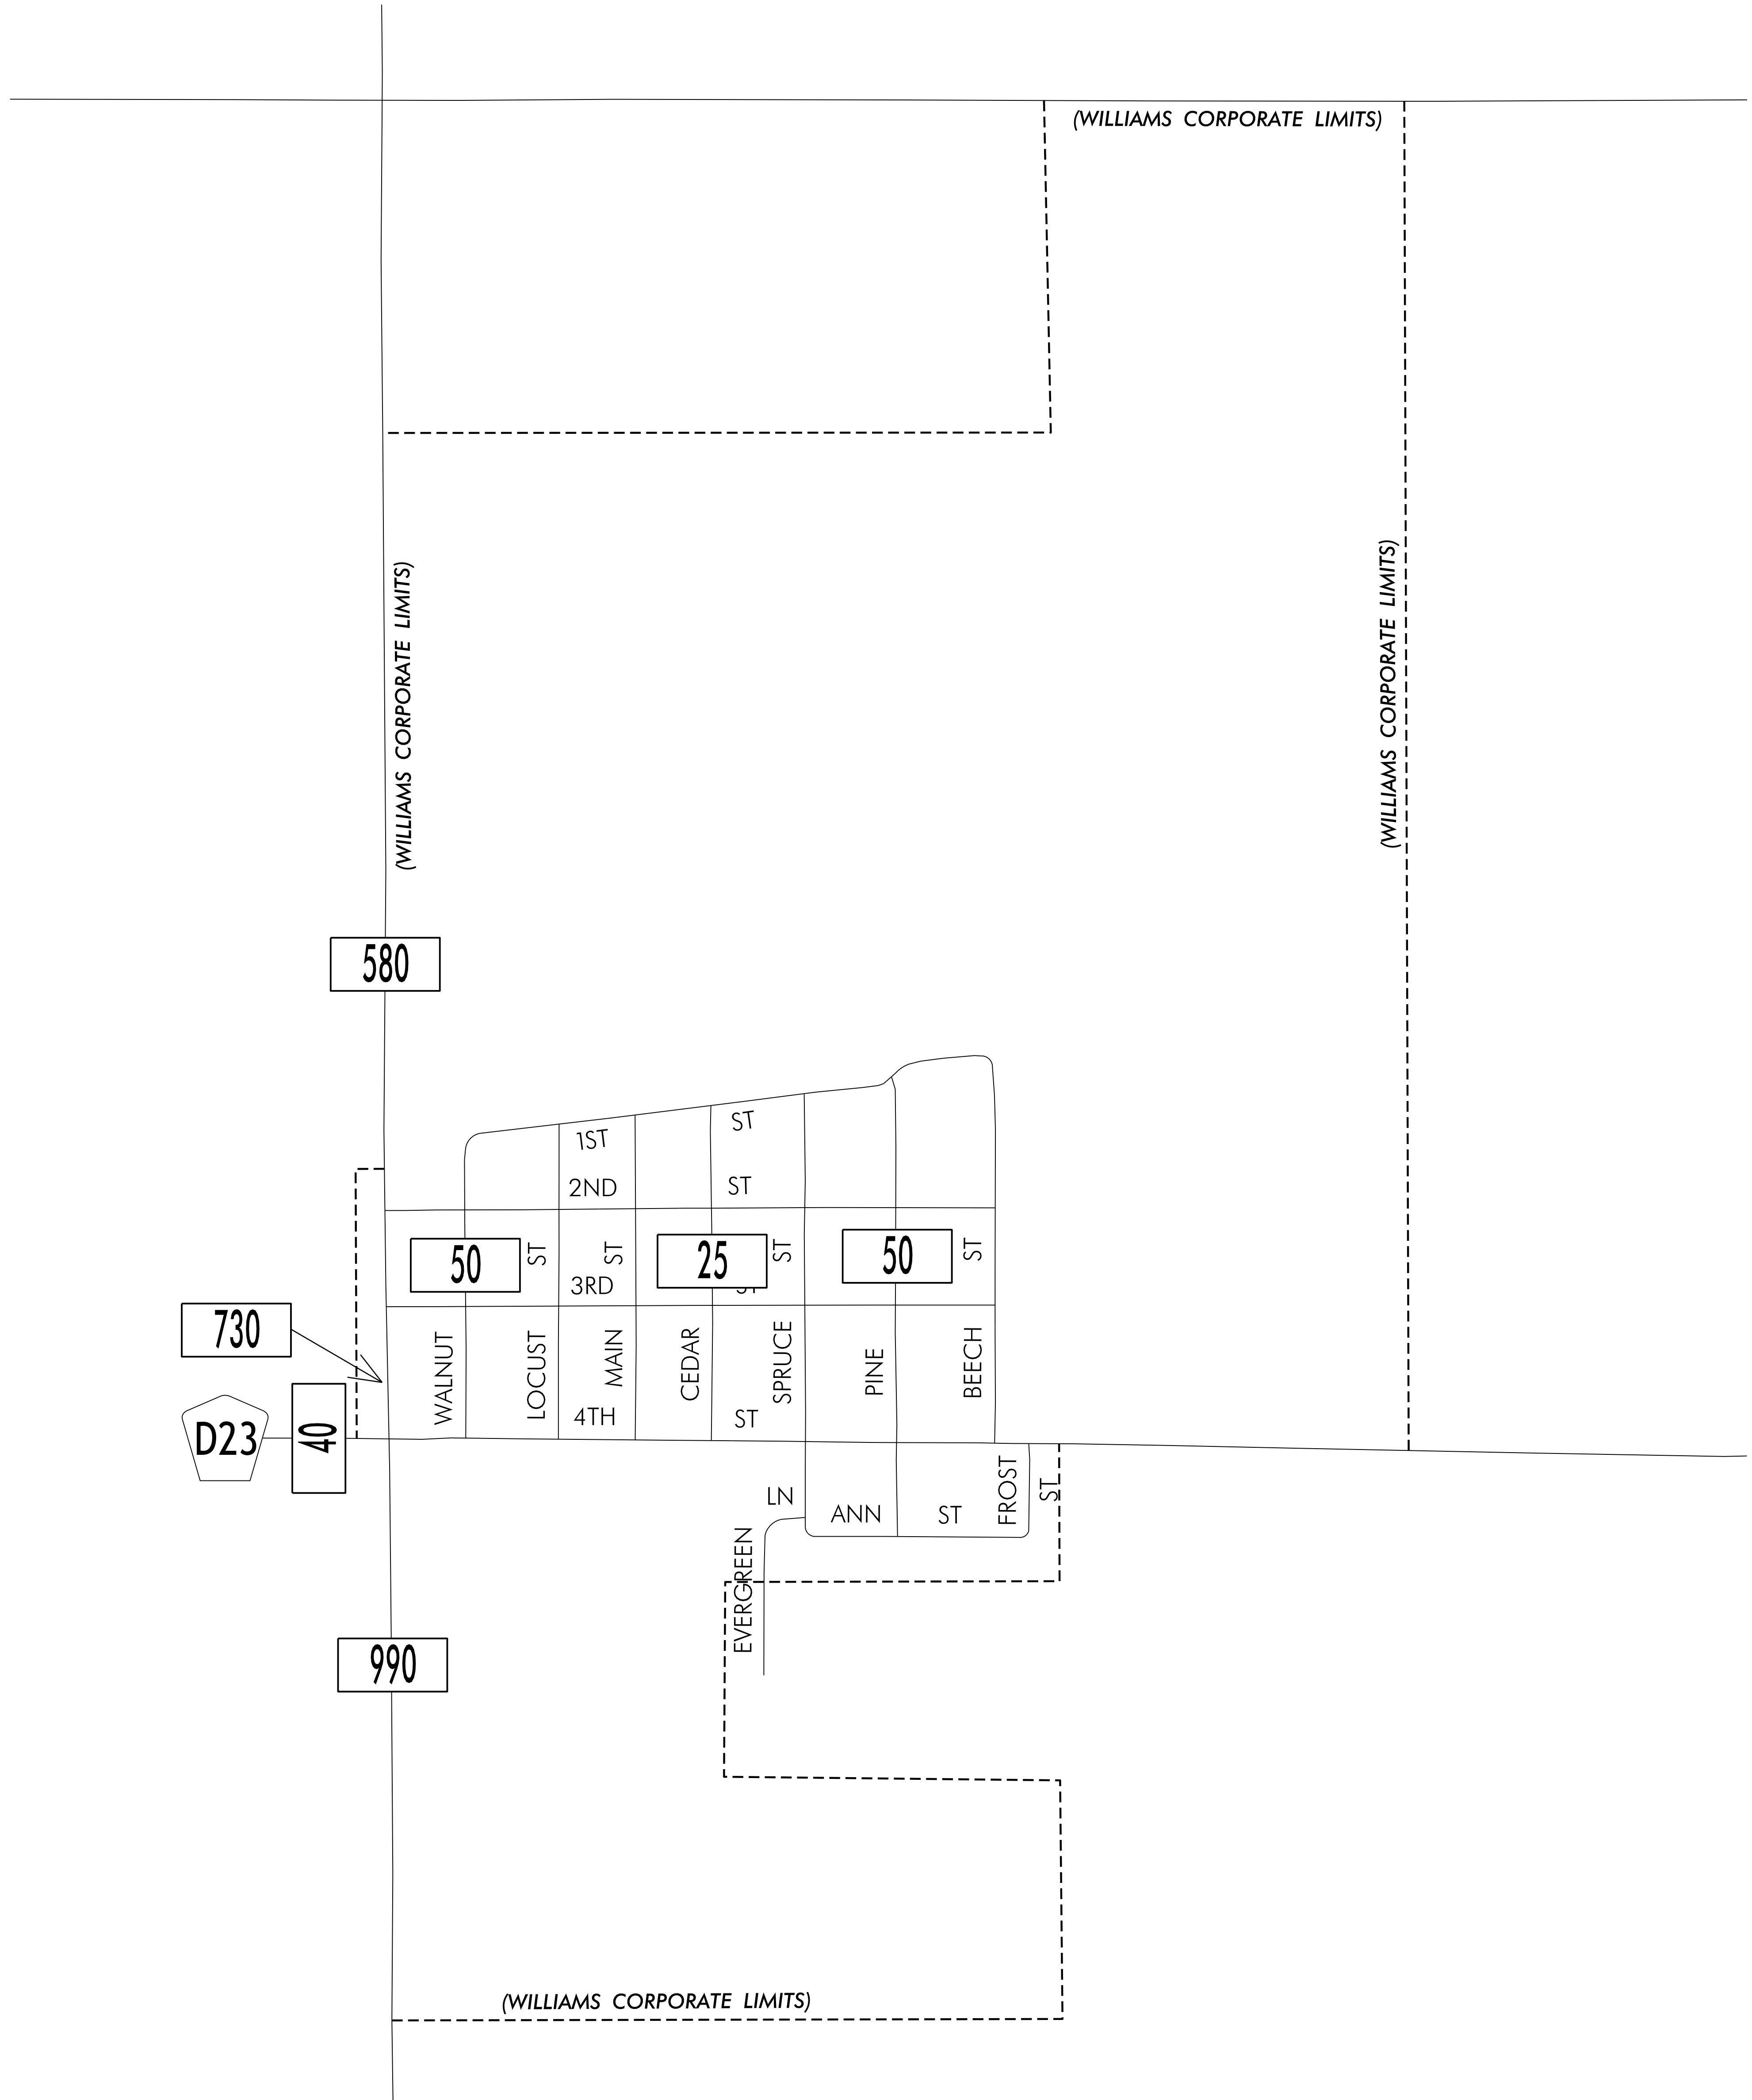 (WILLIAMS CORPORATE LIMITS)
(WILLIAMS CORPORATE LIMITS)
(WILLIAMS CORPORATE LIMITS)
580
1ST ST
2ND ST
50
ST
ST
25
ST
50
ST
3RD ST
730
WALNUT
LOCUST
MAIN
CEDAR
SPRUCE
PINE
BEECH
D23
40
4TH ST
LN
ANN ST
FROST ST
EVERGREEN
990
(WILLIAMS CORPORATE LIMITS)